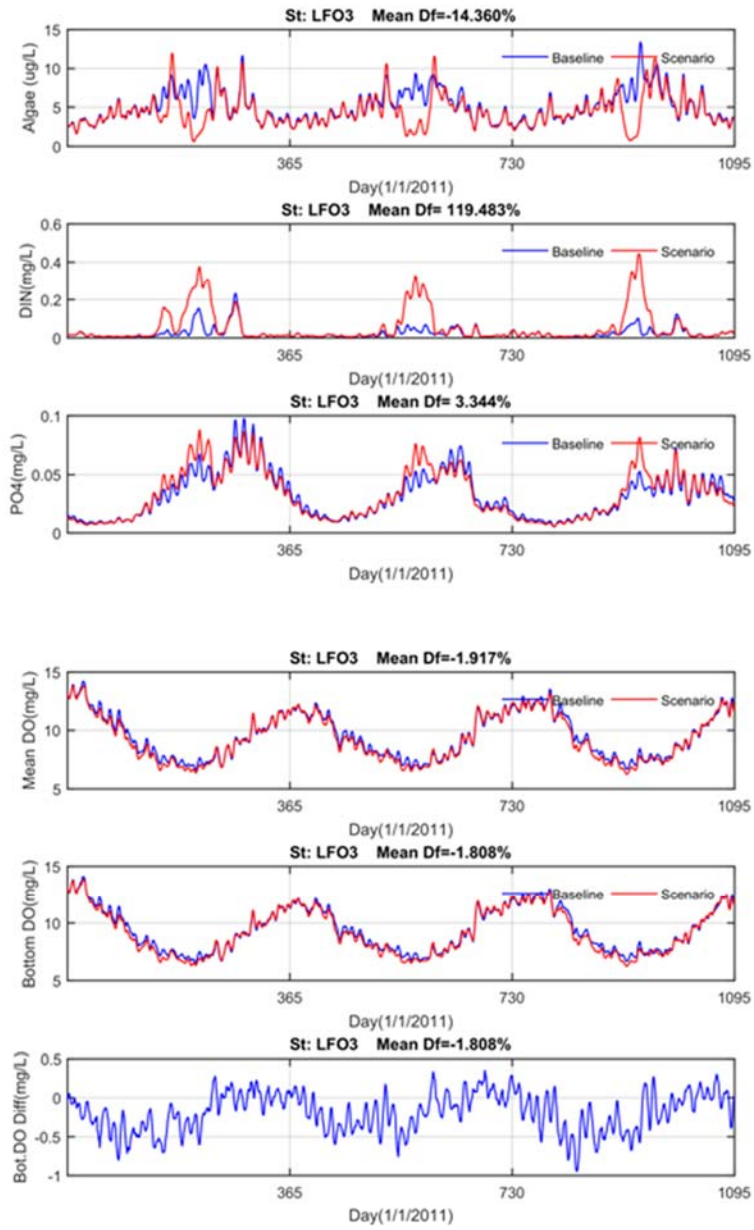 St: LFO3 Mean Df=-14.360%
15
10
5
0
Algae (ug/L)
Baseline Scenario
365 730 1095
Day(1/1/2011)
St: LFO3 Mean Df= 119.483%
0.6
0.4
0.2
0
DIN(mg/L)
Baseline Scenario
365 730 1095
Day(1/1/2011)
St: LFO3 Mean Df= 3.344%
0.1
0.05
0
PO4(mg/L)
Baseline Scenario
365 730 1095
Day(1/1/2011)
St: LFO3 Mean Df=-1.917%
15
10
5
Mean DO(mg/L)
Baseline Scenario
365 730 1095
Day(1/1/2011)
St: LFO3 Mean Df=-1.808%
15
10
5
Bottom DO(mg/L)
Baseline Scenario
365 730 1095
Day(1/1/2011)
St: LFO3 Mean Df=-1.808%
0.5
0
-0.5
-1
Bot.DO Diff(mg/L)
365 730 1095
Day(1/1/2011)